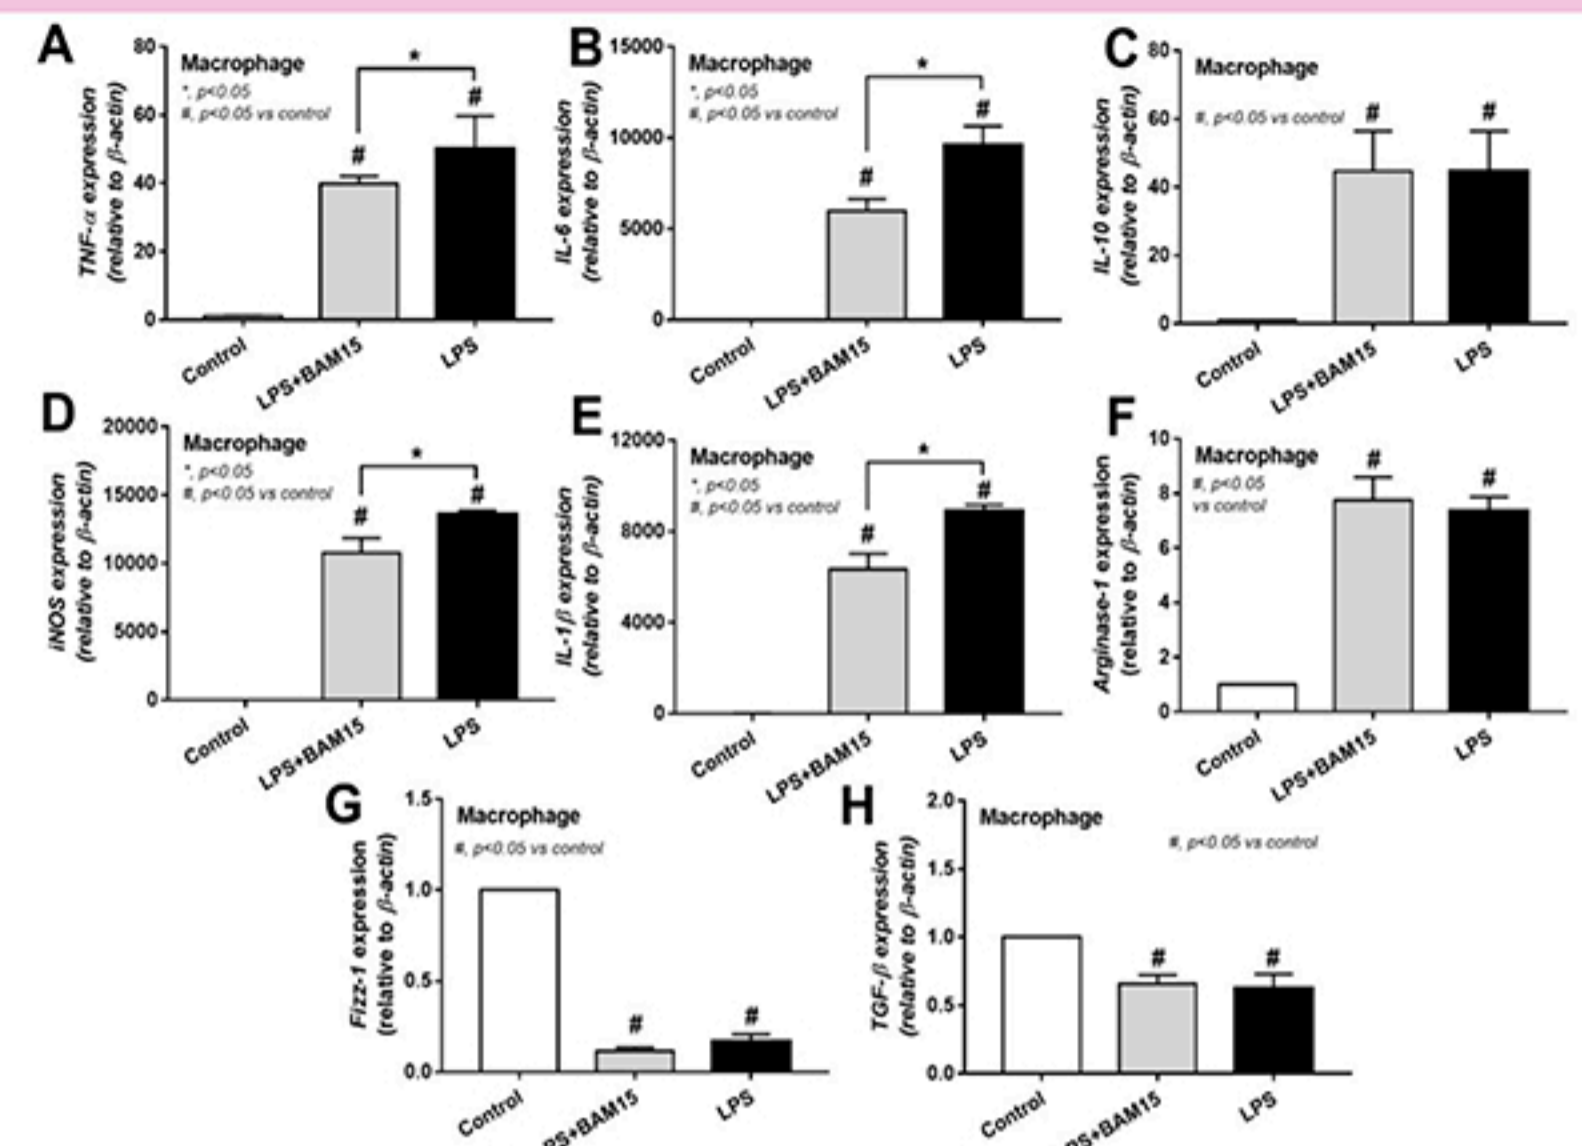 A
TNF-α expression
(relative to β-actin)
80
60
40
20
0
Macrophage
*, p<0.05
#, p<0.05 vs control
*
#
#
Control
LPS+BAM15
LPS
B
IL-6 expression
(relative to β-actin)
15000
10000
5000
0
Macrophage
*, p<0.05
#, p<0.05 vs control
*
#
#
Control
LPS+BAM15
LPS
C
IL-10 expression
(relative to β-actin)
80
60
40
20
0
Macrophage
#, p<0.05 vs control
#
#
Control
LPS+BAM15
LPS
D
iNOS expression
(relative to β-actin)
20000
15000
10000
5000
0
Macrophage
*, p<0.05
#, p<0.05 vs control
*
#
#
Control
LPS+BAM15
LPS
E
IL-1β expression
(relative to β-actin)
12000
8000
4000
0
Macrophage
*, p<0.05
#, p<0.05 vs control
*
#
#
Control
LPS+BAM15
LPS
F
Arginase-1 expression
(relative to β-actin)
10
8
6
4
2
0
Macrophage
#, p<0.05
vs control
#
#
Control
LPS+BAM15
LPS
G
Fizz-1 expression
(relative to β-actin)
1.5
1.0
0.5
0.0
Macrophage
#, p<0.05 vs control
#
#
Control
PS+BAM15
LPS
H
TGF-β expression
(relative to β-actin)
2.0
1.5
1.0
0.5
0.0
Macrophage
#, p<0.05 vs control
#
#
Control
PS+BAM15
LPS